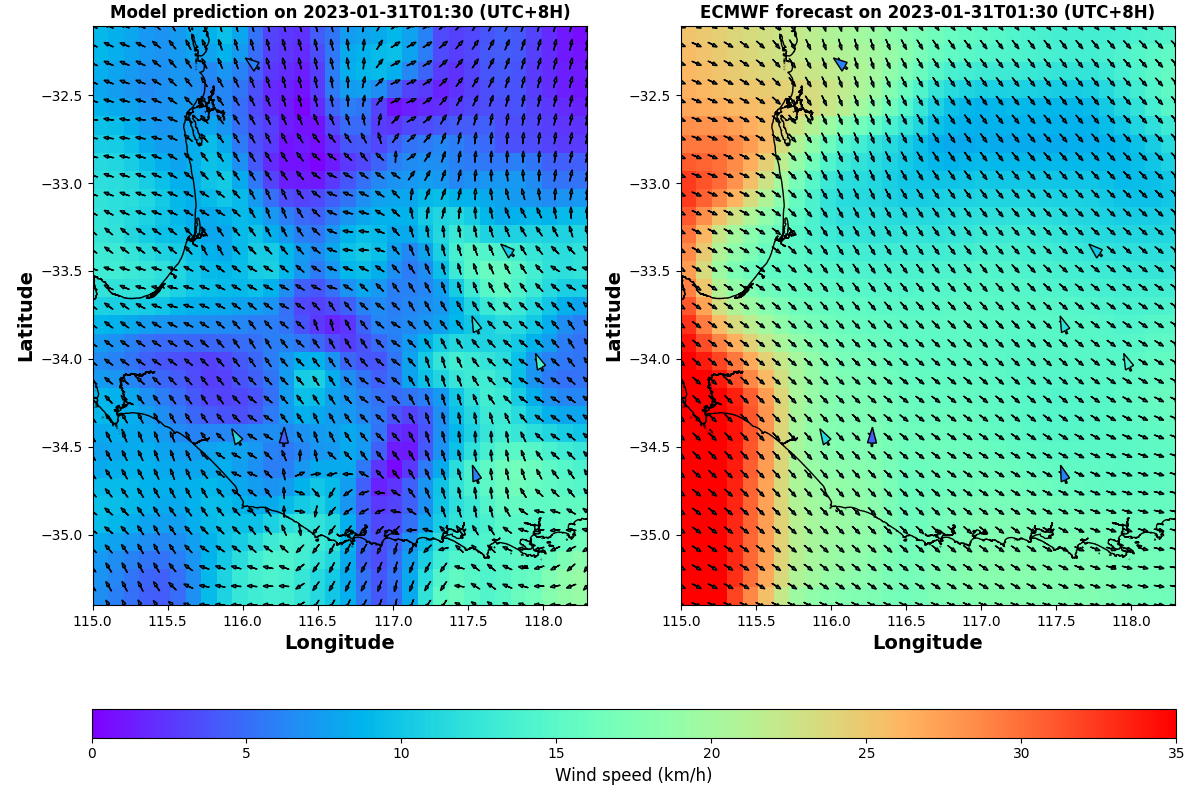 Model prediction on 2023-01-31T01:30 (UTC+8H)
ECMWF forecast on 2023-01-31T01:30 (UTC+8H)
Latitude
−32.5
−33.0
−33.5
−34.0
−34.5
−35.0
115.0 115.5 116.0 116.5 117.0 117.5 118.0
Longitude
Latitude
−32.5
−33.0
−33.5
−34.0
−34.5
−35.0
115.0 115.5 116.0 116.5 117.0 117.5 118.0
Longitude
0 5 10 15 20 25 30 35
Wind speed (km/h)